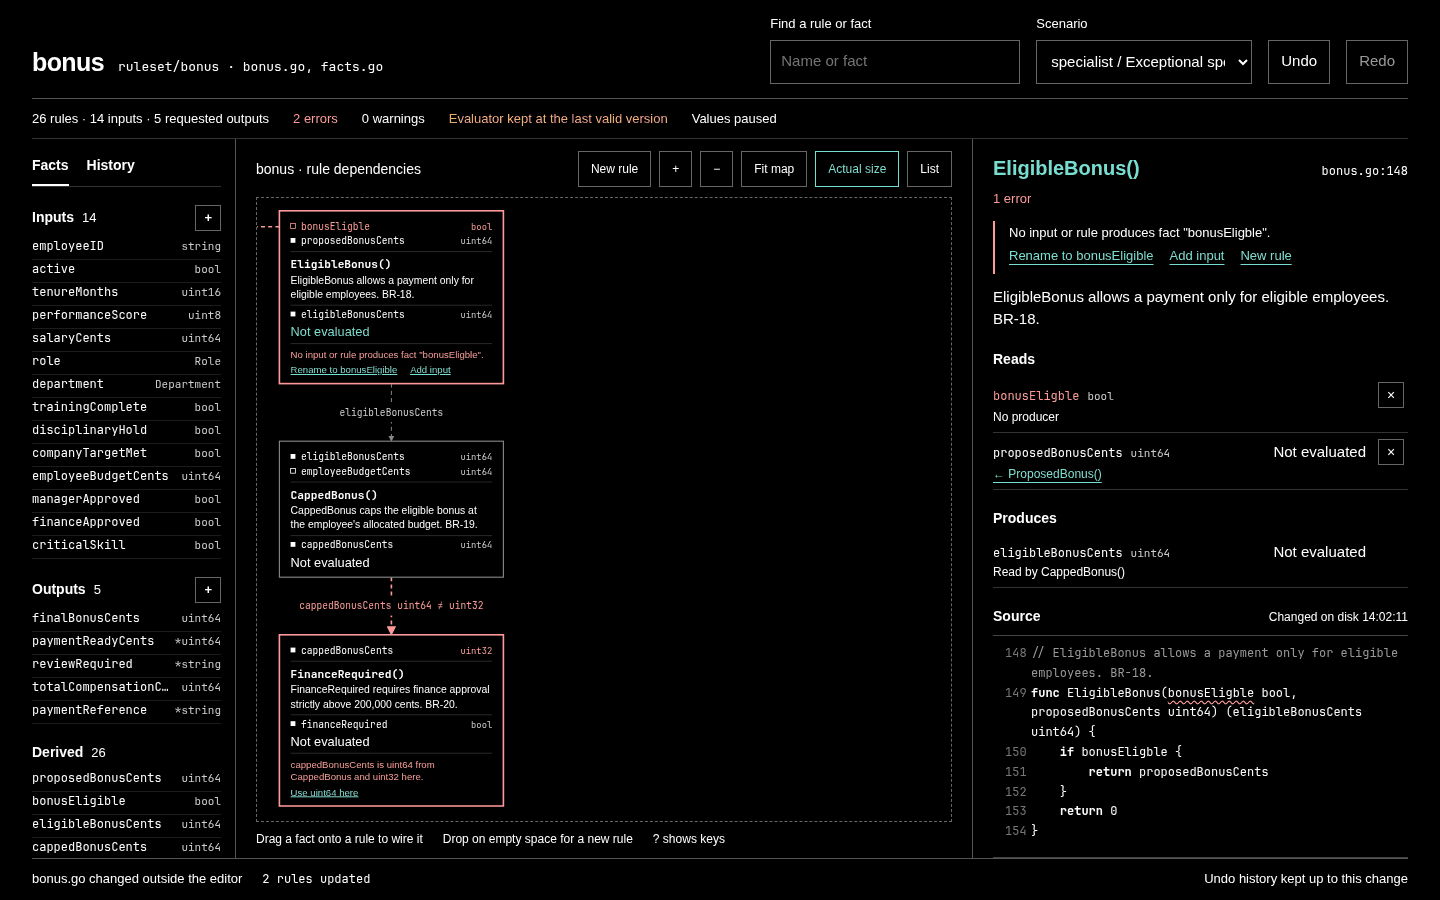 Find a rule or fact
Scenario
bonus ruleset/bonus · bonus.go, facts.go
Name or fact
specialist / Exceptional spe
Undo
Redo
26 rules · 14 inputs · 5 requested outputs 2 errors 0 warnings Evaluator kept at the last valid version Values paused
Facts History
Inputs 14 +
employeeID string
active bool
tenureMonths uint16
performanceScore uint8
salaryCents uint64
role Role
department Department
trainingComplete bool
disciplinaryHold bool
companyTargetMet bool
employeeBudgetCents uint64
managerApproved bool
financeApproved bool
criticalSkill bool
Outputs 5 +
finalBonusCents uint64
paymentReadyCents *uint64
reviewRequired *string
totalCompensationC… uint64
paymentReference *string
Derived 26
proposedBonusCents uint64
bonusEligible bool
eligibleBonusCents uint64
cappedBonusCents uint64
bonus · rule dependencies
New rule + − Fit map Actual size List
bonusEligble bool
proposedBonusCents uint64
EligibleBonus()
EligibleBonus allows a payment only for
eligible employees. BR-18.
eligibleBonusCents uint64
Not evaluated
No input or rule produces fact "bonusEligble".
Rename to bonusEligible Add input
eligibleBonusCents
eligibleBonusCents uint64
employeeBudgetCents uint64
CappedBonus()
CappedBonus caps the eligible bonus at
the employee's allocated budget. BR-19.
cappedBonusCents uint64
Not evaluated
cappedBonusCents uint64 ≠ uint32
cappedBonusCents uint32
FinanceRequired()
FinanceRequired requires finance approval
strictly above 200,000 cents. BR-20.
financeRequired bool
Not evaluated
cappedBonusCents is uint64 from
CappedBonus and uint32 here.
Use uint64 here
Drag a fact onto a rule to wire it Drop on empty space for a new rule ? shows keys
EligibleBonus() bonus.go:148
1 error
No input or rule produces fact "bonusEligble".
Rename to bonusEligible Add input New rule
EligibleBonus allows a payment only for eligible employees.
BR-18.
Reads
bonusEligble bool ×
No producer
proposedBonusCents uint64 Not evaluated ×
← ProposedBonus()
Produces
eligibleBonusCents uint64 Not evaluated
Read by CappedBonus()
Source Changed on disk 14:02:11
148 // EligibleBonus allows a payment only for eligible
employees. BR-18.
149 func EligibleBonus(bonusEligble bool,
proposedBonusCents uint64) (eligibleBonusCents
uint64) {
150 if bonusEligble {
151 return proposedBonusCents
152 }
153 return 0
154 }
bonus.go changed outside the editor 2 rules updated
Undo history kept up to this change